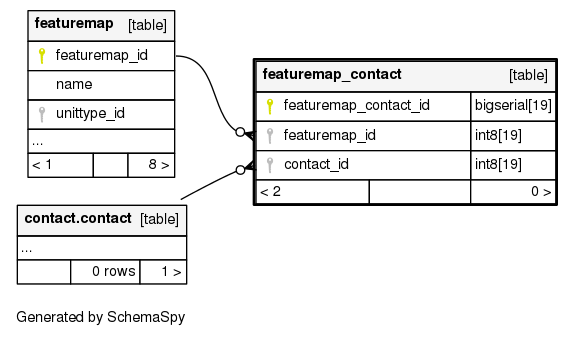 featuremap [table]
featuremap_id
name
unittype_id
...
< 1 8 >
featuremap_contact [table]
featuremap_contact_id bigserial[19]
featuremap_id int8[19]
contact_id int8[19]
< 2 0 >
contact.contact [table]
...
0 rows 1 >
Generated by SchemaSpy